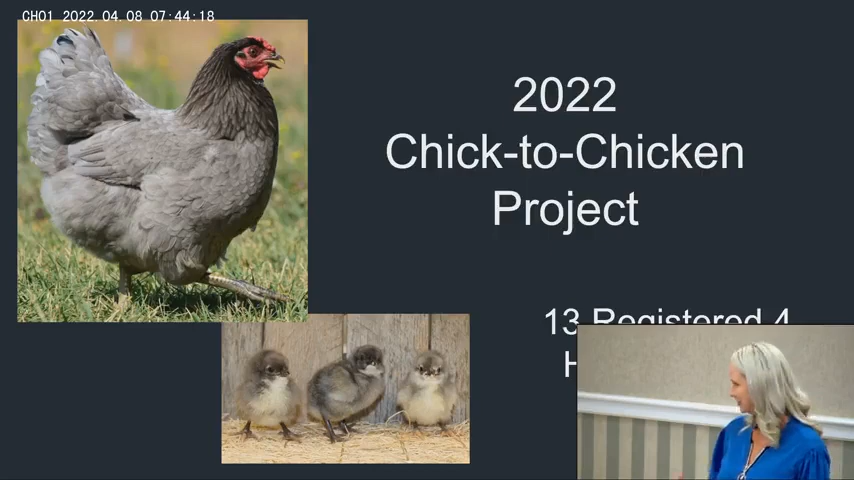 CH01 2022.04.08 07:44:18
2022
Chick-to-Chicken
Project
13 Registered 4
H